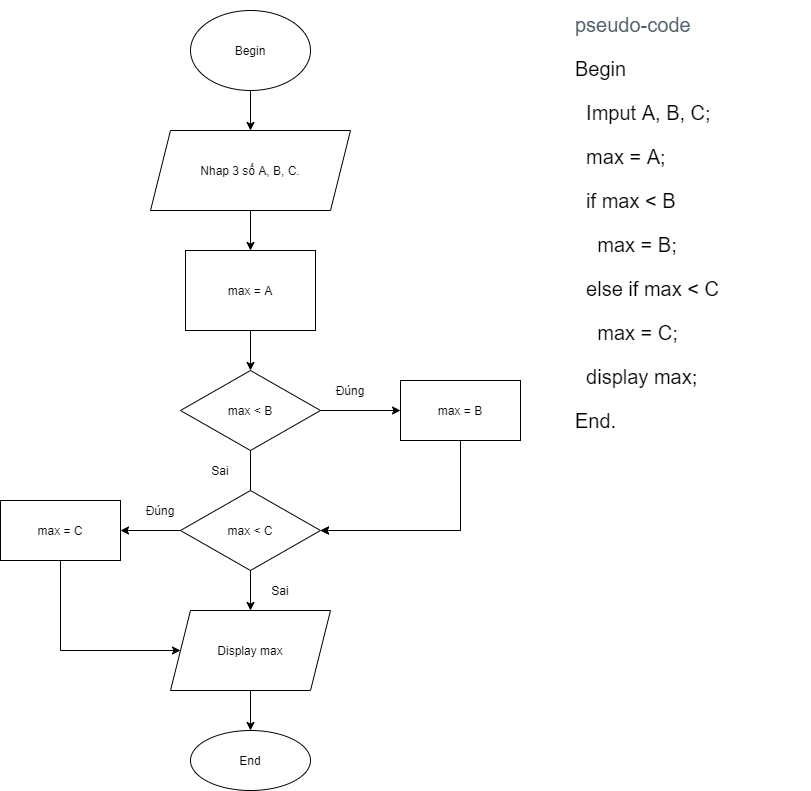 Begin
Nhap 3 số A, B, C.
max = A
max < B
Đúng
max = B
Sai
max < C
Đúng
max = C
Sai
Display max
End
pseudo-code
Begin
Imput A, B, C;
max = A;
if max < B
max = B;
else if max < C
max = C;
display max;
End.